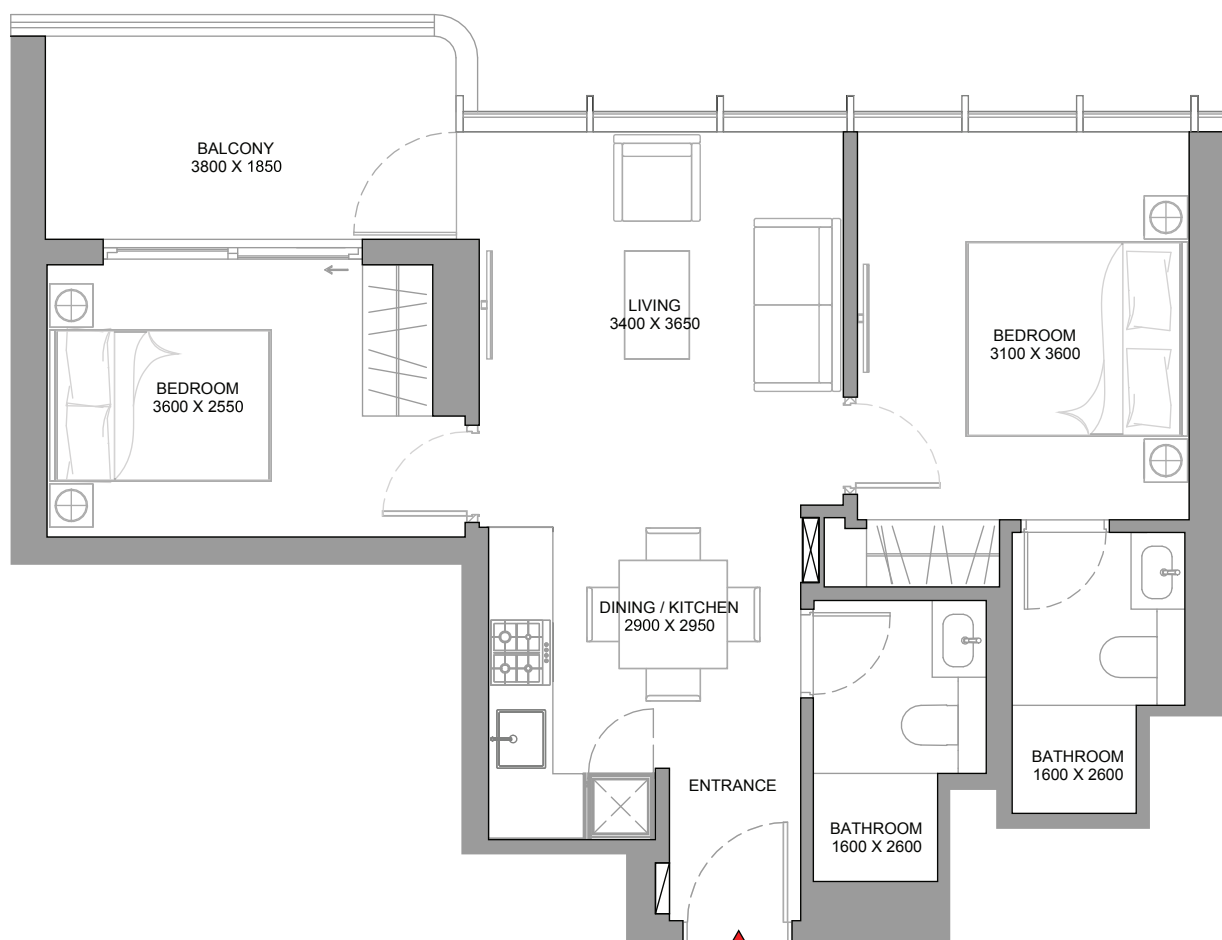 BALCONY
3800 X 1850
LIVING
3400 X 3650
BEDROOM
3100 X 3600
BEDROOM
3600 X 2550
DINING / KITCHEN
2900 X 2950
ENTRANCE
BATHROOM
1600 X 2600
BATHROOM
1600 X 2600